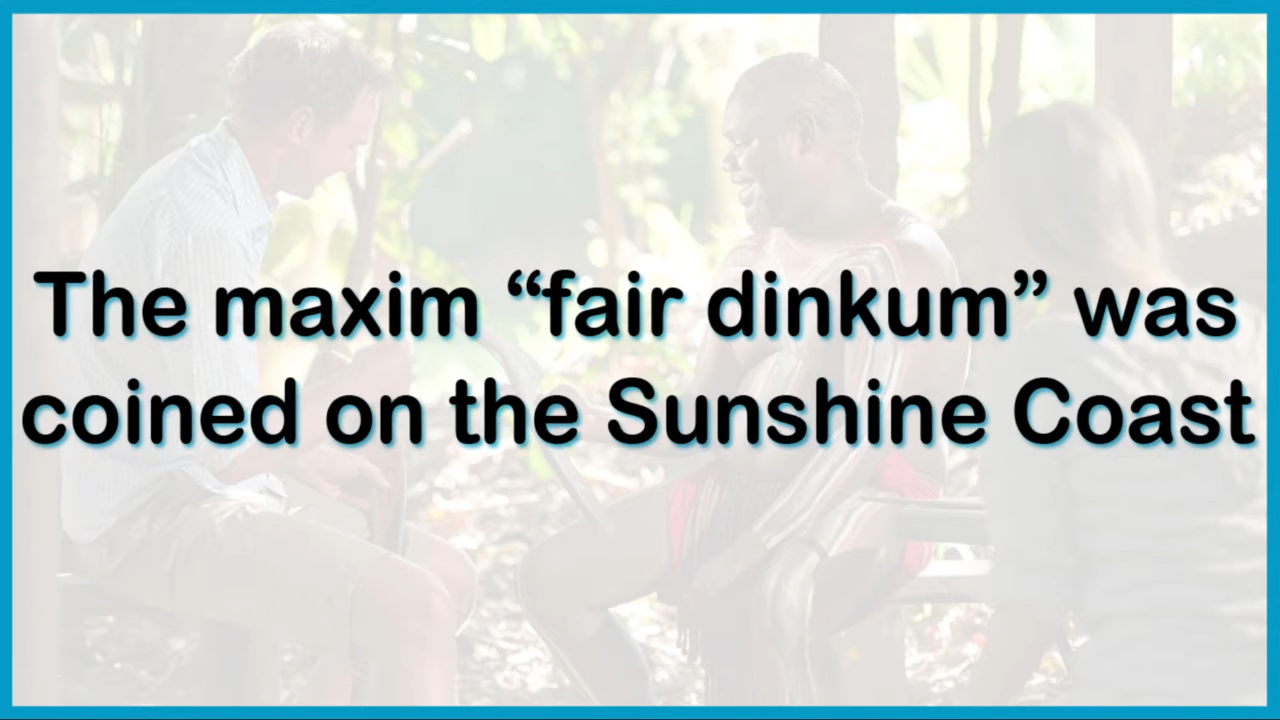 The maxim “fair dinkum” was
coined on the Sunshine Coast